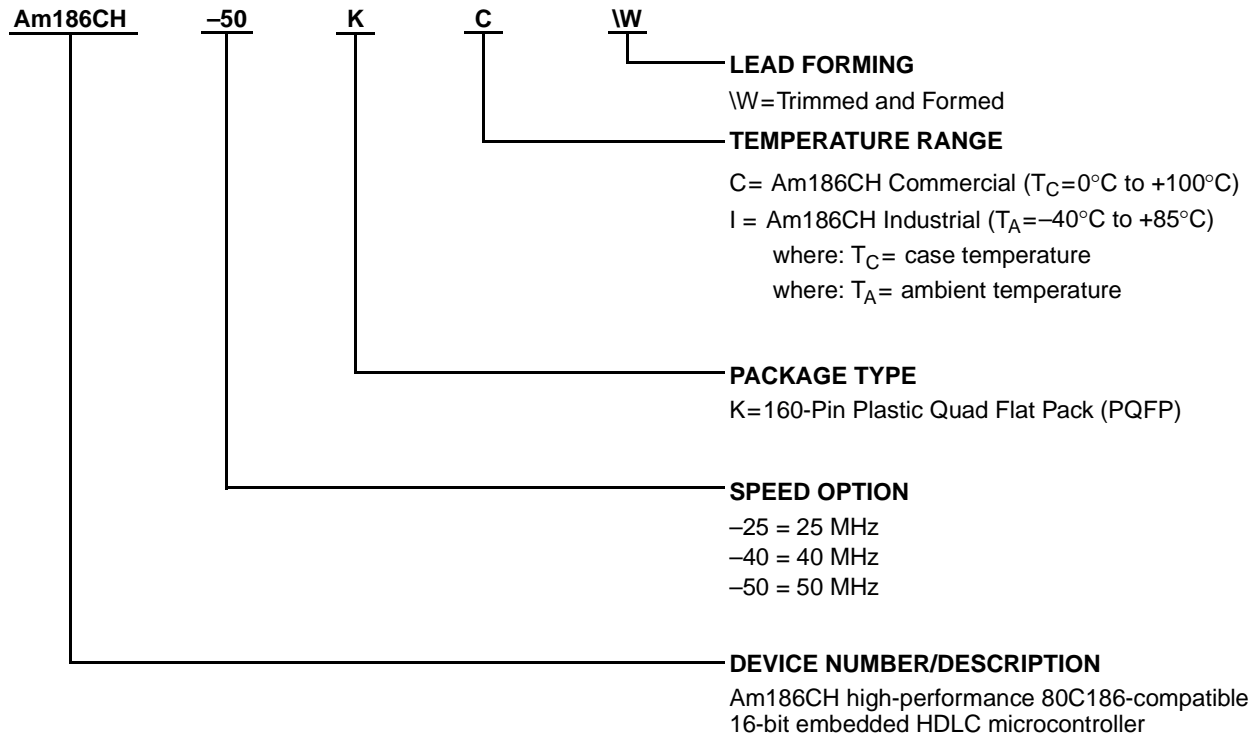 Am186CH –50 K C \W
LEAD FORMING
\W=Trimmed and Formed
TEMPERATURE RANGE
C= Am186CH Commercial (TC=0°C to +100°C)
I = Am186CH Industrial (TA=–40°C to +85°C)
where: TC= case temperature
where: TA= ambient temperature
PACKAGE TYPE
K=160-Pin Plastic Quad Flat Pack (PQFP)
SPEED OPTION
–25 = 25 MHz
–40 = 40 MHz
–50 = 50 MHz
DEVICE NUMBER/DESCRIPTION
Am186CH high-performance 80C186-compatible
16-bit embedded HDLC microcontroller